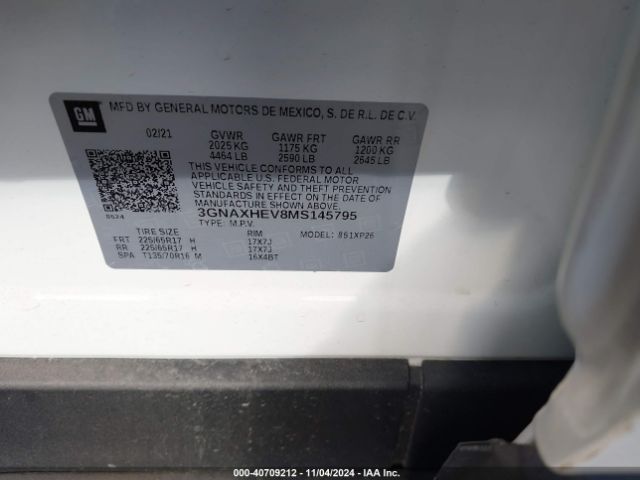 GM
MFD BY GENERAL MOTORS DE MEXICO, S. DE R.L. DE C.V.
02/21 GVWR GAWR FRT GAWR RR
2025 KG 1175 KG 1200 KG
4464 LB 2590 LB 2645 LB
THIS VEHICLE CONFORMS TO ALL
APPLICABLE U.S. FEDERAL MOTOR
VEHICLE SAFETY AND THEFT PREVENTION
STANDARDS IN EFFECT ON THE DATE OF
MANUFACTURE SHOWN ABOVE.
8524 3GNAXHEV8MS145795
TYPE: M.P.V. MODEL:
TIRE SIZE RIM
FRT 225/65R17 H 17X7J
RR 225/65R17 H 17X7J
SPA T135/70R16 M 16X4BT
000-40709212 - 11/04/2024 - IAA Inc.